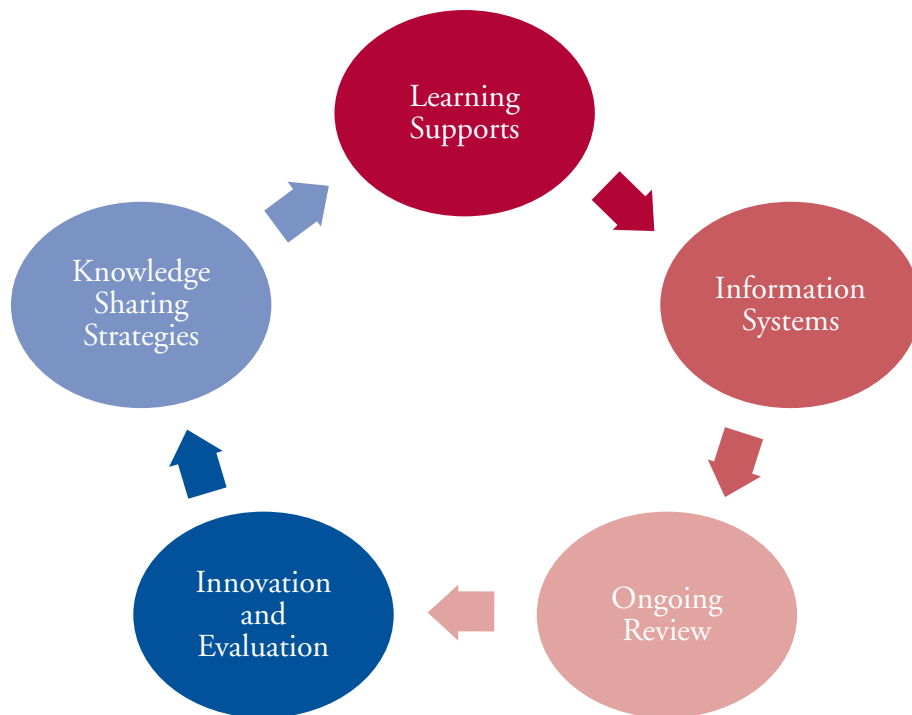 Learning
Supports
Information
Systems
Ongoing
Review
Innovation
and
Evaluation
Knowledge
Sharing
Strategies